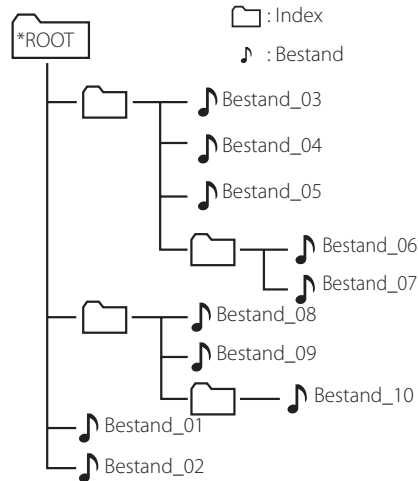 : Index
*ROOT
: Bestand
Bestand_03
Bestand_04
Bestand_05
Bestand_06
Bestand_07
Bestand_08
Bestand_09
Bestand_10
Bestand_01
Bestand_02